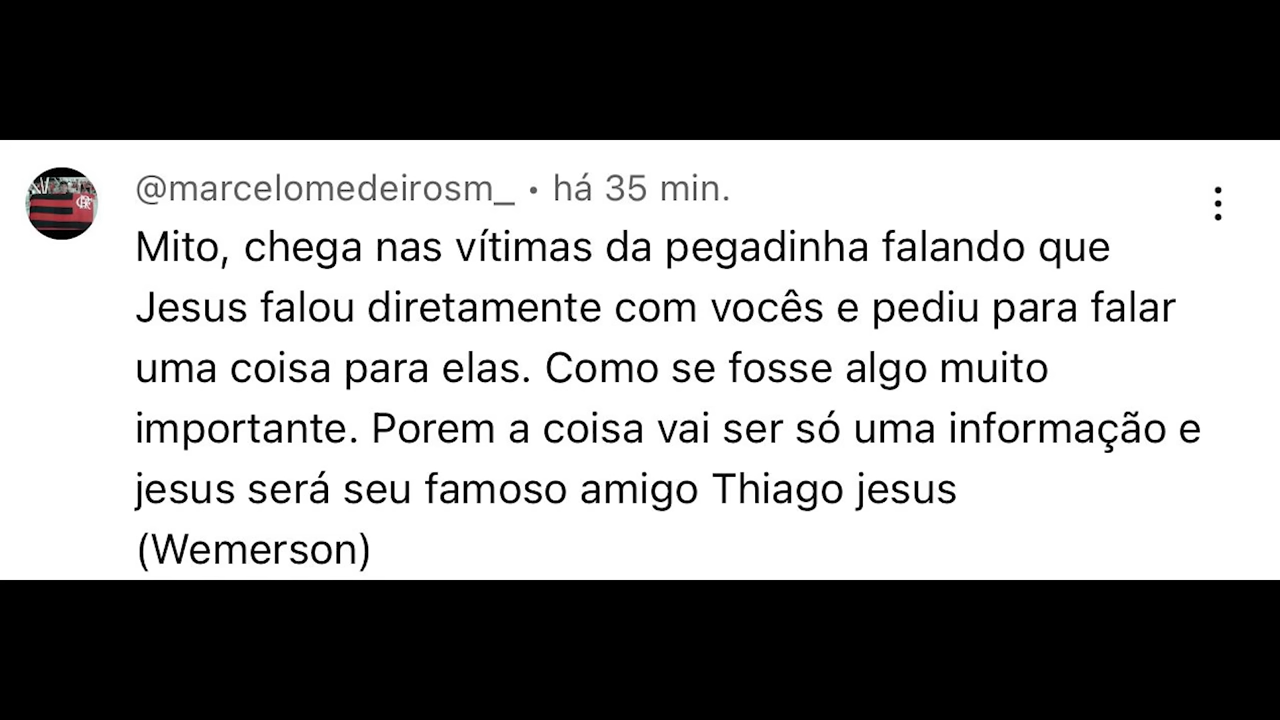 @marcelomedeirosm_ • há 35 min.
Mito, chega nas vítimas da pegadinha falando que
Jesus falou diretamente com vocês e pediu para falar
uma coisa para elas. Como se fosse algo muito
importante. Porem a coisa vai ser só uma informação e
jesus será seu famoso amigo Thiago jesus
(Wemerson)